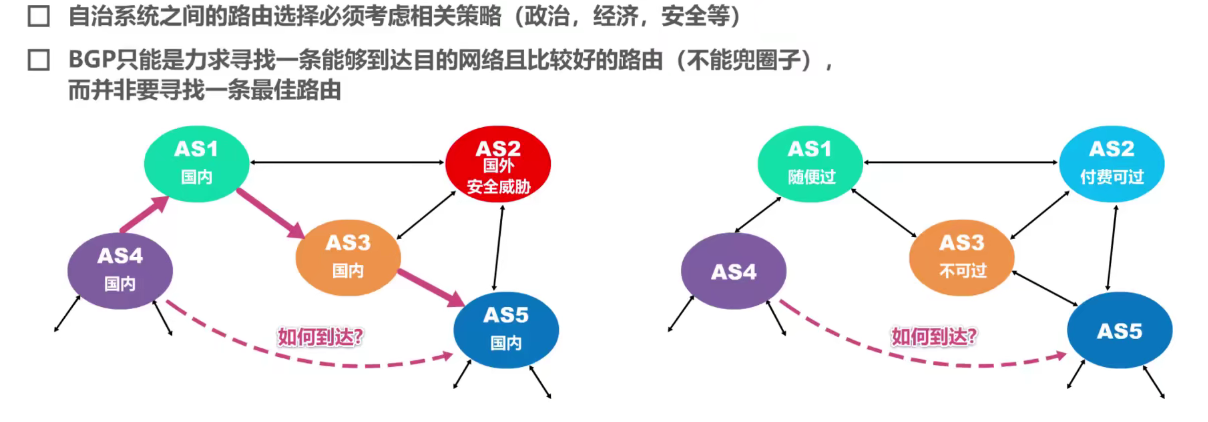 自治系统之间的路由选择必须考虑相关策略（政治，经济，安全等）
BGP只能是力求寻找一条能够到达目的网络且比较好的路由（不能兜圈子），
而并非要寻找一条最佳路由
AS1
国内
AS2
国外
安全威胁
AS3
国内
AS4
国内
AS5
国内
如何到达?
AS1
随便过
AS2
付费可过
AS3
不可过
AS4
AS5
如何到达?